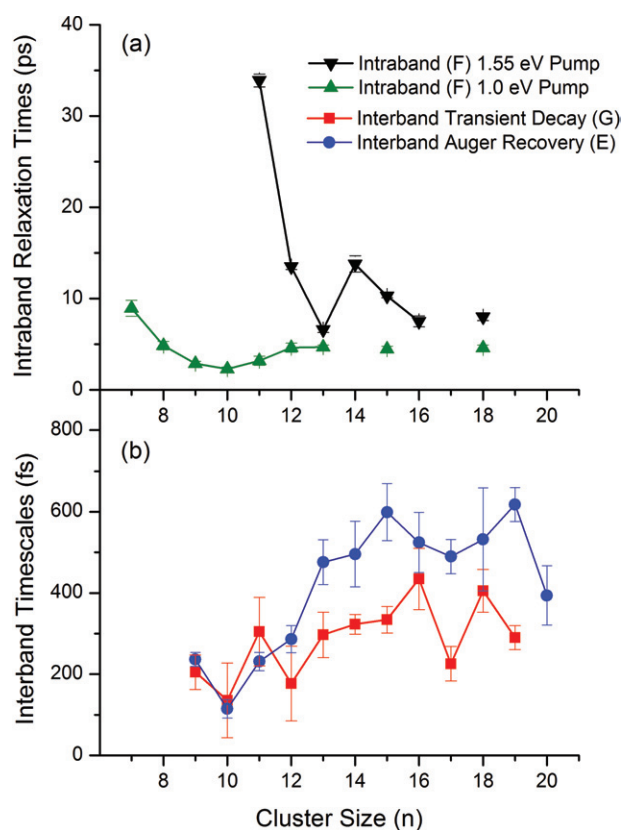 (a)
Intraband (F) 1.55 eV Pump
Intraband (F) 1.0 eV Pump
Interband Transient Decay (G)
Interband Auger Recovery (E)
Intraband Relaxation Times (ps)
40
30
20
10
0
8 10 12 14 16 18 20
(b)
Interband Timescales (fs)
800
600
400
200
0
8 10 12 14 16 18 20
Cluster Size (n)